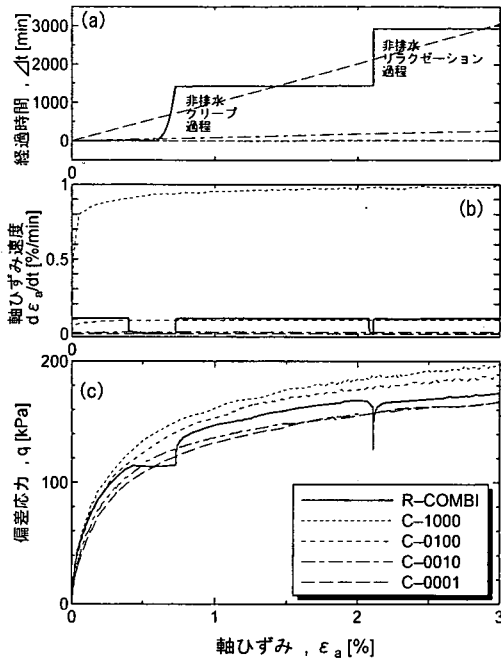 (a)
3000
2000
1000
0
経過時間 , ⊿t [min]
非排水
クリープ
過程
非排水
リラクゼーション
過程
0
(b)
1
0.5
0
軸ひずみ速度
dεa/dt [%/min]
0
(c)
200
100
0
偏差応力 , q [kPa]
R-COMBI
C-1000
C-0100
C-0010
C-0001
0
1
2
3
軸ひずみ , εa [%]